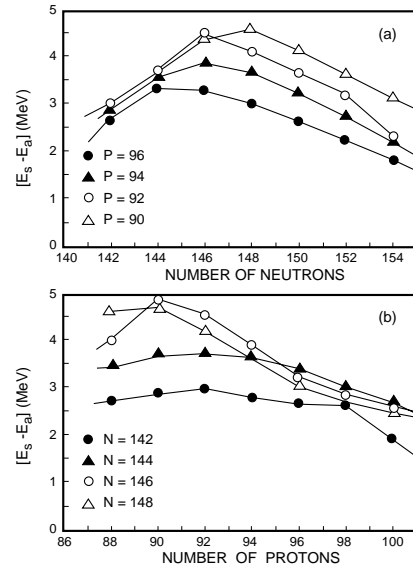 5
(a)
4
3
2
1
0
[Es -Ea] (MeV)
P = 96
P = 94
P = 92
P = 90
140 142 144 146 148 150 152 154
NUMBER OF NEUTRONS
5
(b)
4
3
2
1
0
[Es -Ea] (MeV)
N = 142
N = 144
N = 146
N = 148
86 88 90 92 94 96 98 100
NUMBER OF PROTONS